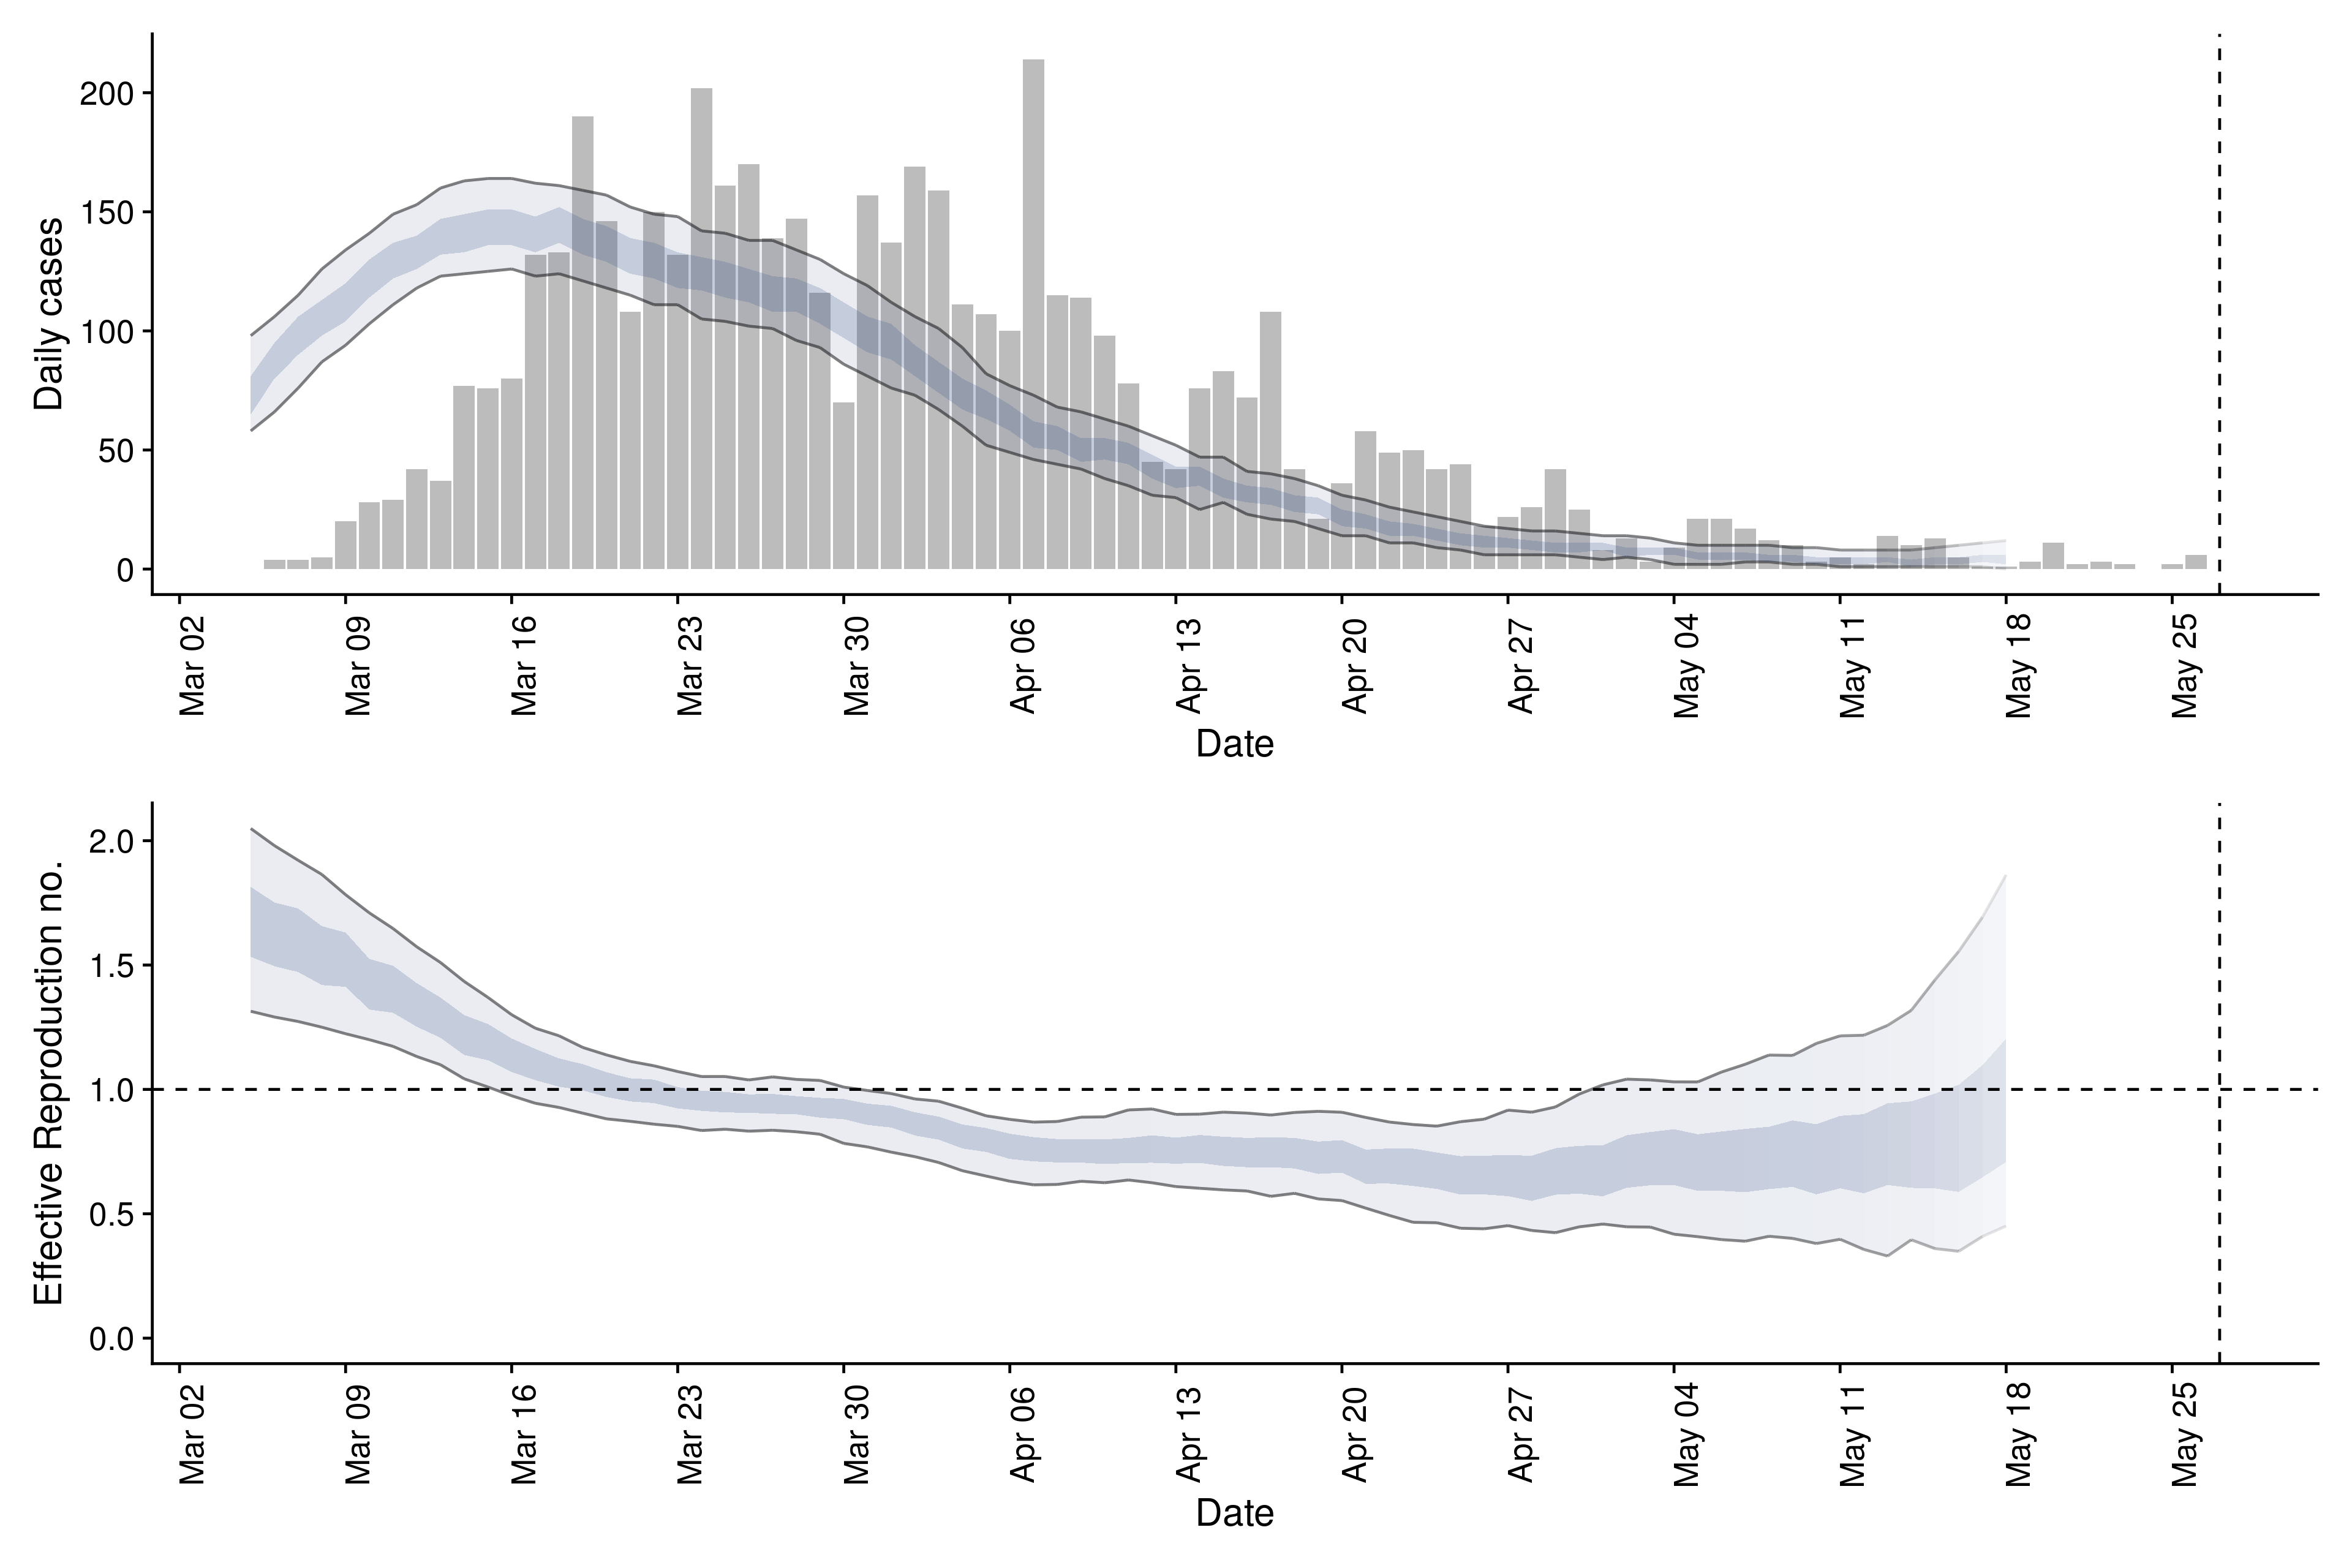 Daily cases
200
150
100
50
0
Mar 02
Mar 09
Mar 16
Mar 23
Mar 30
Apr 06
Apr 13
Apr 20
Apr 27
May 04
May 11
May 18
May 25
Date
Effective Reproduction no.
2.0
1.5
1.0
0.5
0.0
Mar 02
Mar 09
Mar 16
Mar 23
Mar 30
Apr 06
Apr 13
Apr 20
Apr 27
May 04
May 11
May 18
May 25
Date